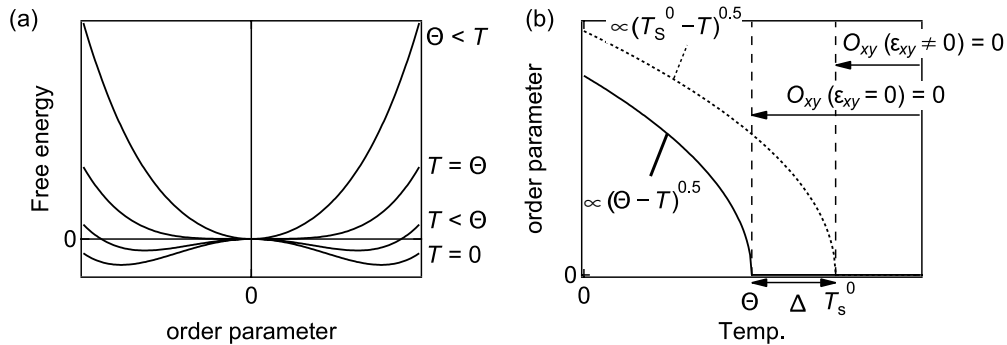 (a)
Free energy
0
Θ < T
T = Θ
T < Θ
T = 0
0
order parameter
(b)
order parameter
0
∝(T_S^0 – T)^0.5
O_xy (ε_xy ≠ 0) = 0
O_xy (ε_xy = 0) = 0
∝(Θ – T)^0.5
0
Θ
Δ
T_s^0
Temp.